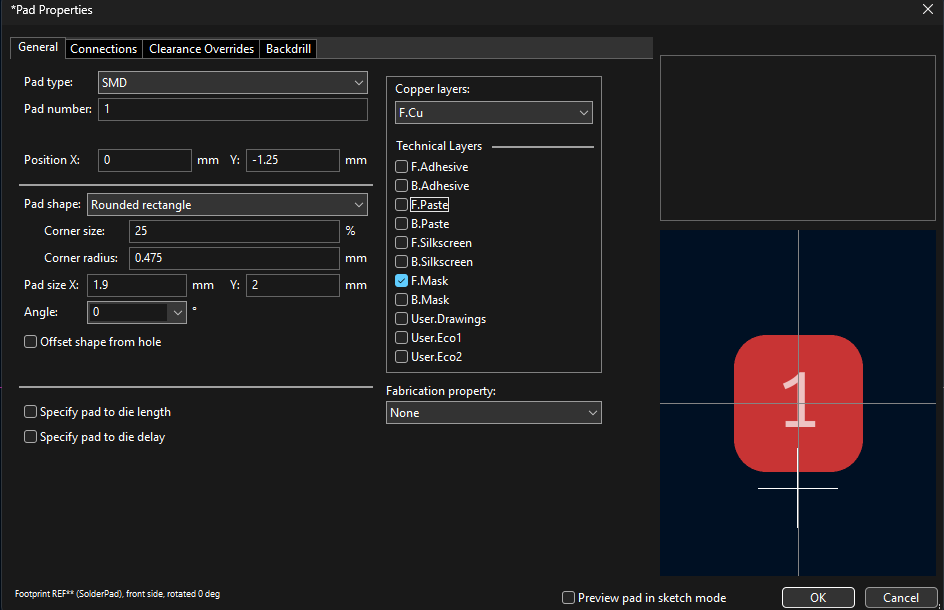 *Pad Properties
General Connections Clearance Overrides Backdrill
Pad type: SMD
Pad number: 1
Position X: 0 mm Y: -1.25 mm
Pad shape: Rounded rectangle
Corner size: 25 %
Corner radius: 0.475 mm
Pad size X: 1.9 mm Y: 2 mm
Angle: 0 °
Offset shape from hole
Specify pad to die length
Specify pad to die delay
Copper layers:
F.Cu
Technical Layers
F.Adhesive
B.Adhesive
F.Paste
B.Paste
F.Silkscreen
B.Silkscreen
F.Mask
B.Mask
User.Drawings
User.Eco1
User.Eco2
Fabrication property:
None
1
Footprint REF** (SolderPad), front side, rotated 0 deg
Preview pad in sketch mode
OK Cancel